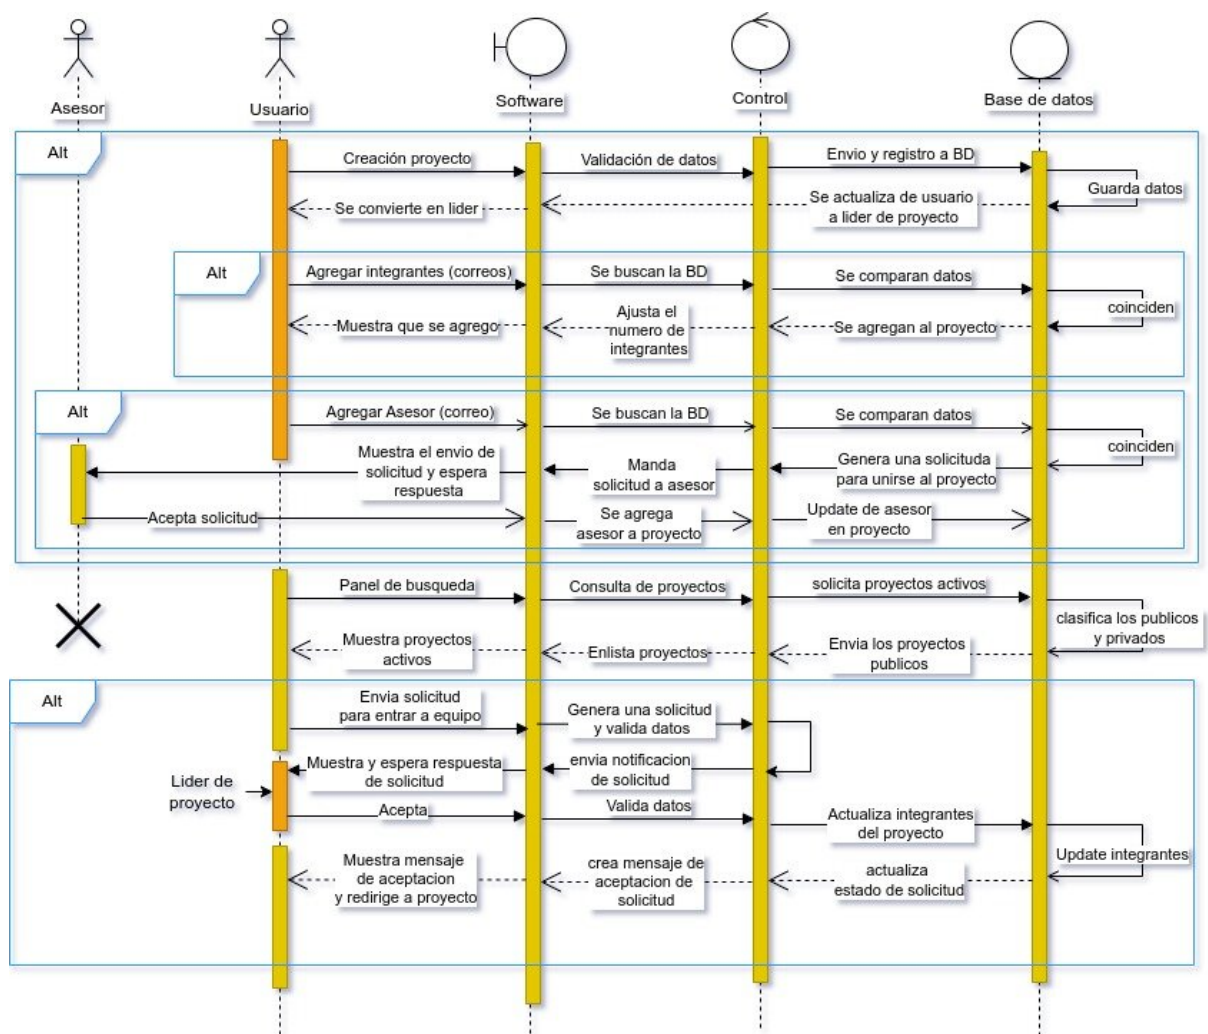 Asesor
Usuario
Software
Control
Base de datos
Alt
Creación proyecto
Validación de datos
Envio y registro a BD
Guarda datos
Se actualiza de usuario
a lider de proyecto
Se convierte en lider
Alt
Agregar integrantes (correos)
Se buscan la BD
Se comparan datos
coinciden
Se agregan al proyecto
Ajusta el
numero de
integrantes
Muestra que se agrego
Alt
Agregar Asesor (correo)
Se buscan la BD
Se comparan datos
coinciden
Genera una solicituda
para unirse al proyecto
Manda
solicitud a asesor
Muestra el envio de
solicitud y espera
respuesta
Acepta solicitud
Se agrega
asesor a proyecto
Update de asesor
en proyecto
Panel de busqueda
Consulta de proyectos
solicita proyectos activos
clasifica los publicos
y privados
Envia los proyectos
publicos
Enlista proyectos
Muestra proyectos
activos
Alt
Envia solicitud
para entrar a equipo
Genera una solicitud
y valida datos
envia notificacion
de solicitud
Muestra y espera respuesta
de solicitud
Lider de
proyecto
Acepta
Valida datos
Actualiza integrantes
del proyecto
Update integrantes
actualiza
estado de solicitud
crea mensaje de
aceptacion de
solicitud
Muestra mensaje
de aceptacion
y redirige a proyecto